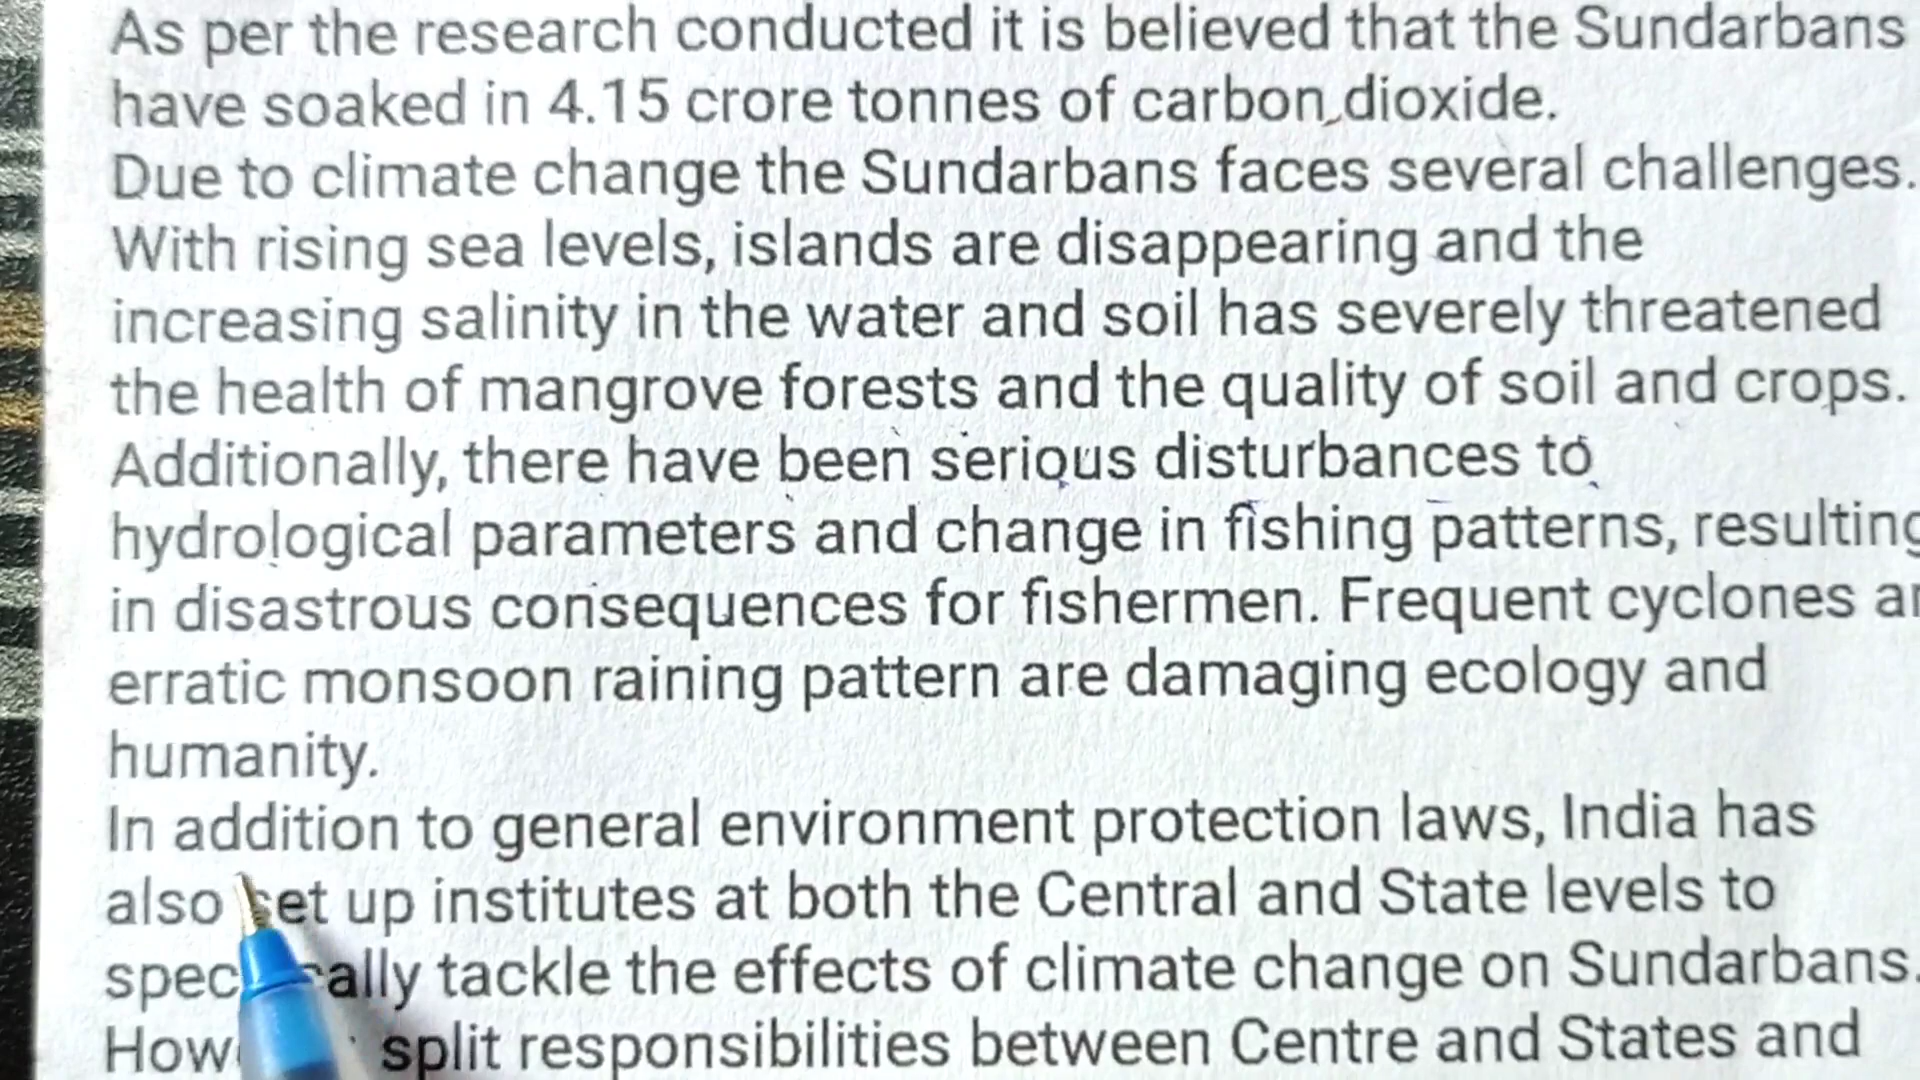 As per the research conducted it is believed that the Sundarbans
have soaked in 4.15 crore tonnes of carbon dioxide.
Due to climate change the Sundarbans faces several challenges.
With rising sea levels, islands are disappearing and the
increasing salinity in the water and soil has severely threatened
the health of mangrove forests and the quality of soil and crops.
Additionally, there have been serious disturbances to
hydrological parameters and change in fishing patterns, resulting
in disastrous consequences for fishermen. Frequent cyclones
erratic monsoon raining pattern are damaging ecology and
humanity.
In addition to general environment protection laws, India has
also set up institutes at both the Central and State levels to
tackle the effects of climate change on Sundarbans.
split responsibilities between Centre and States and